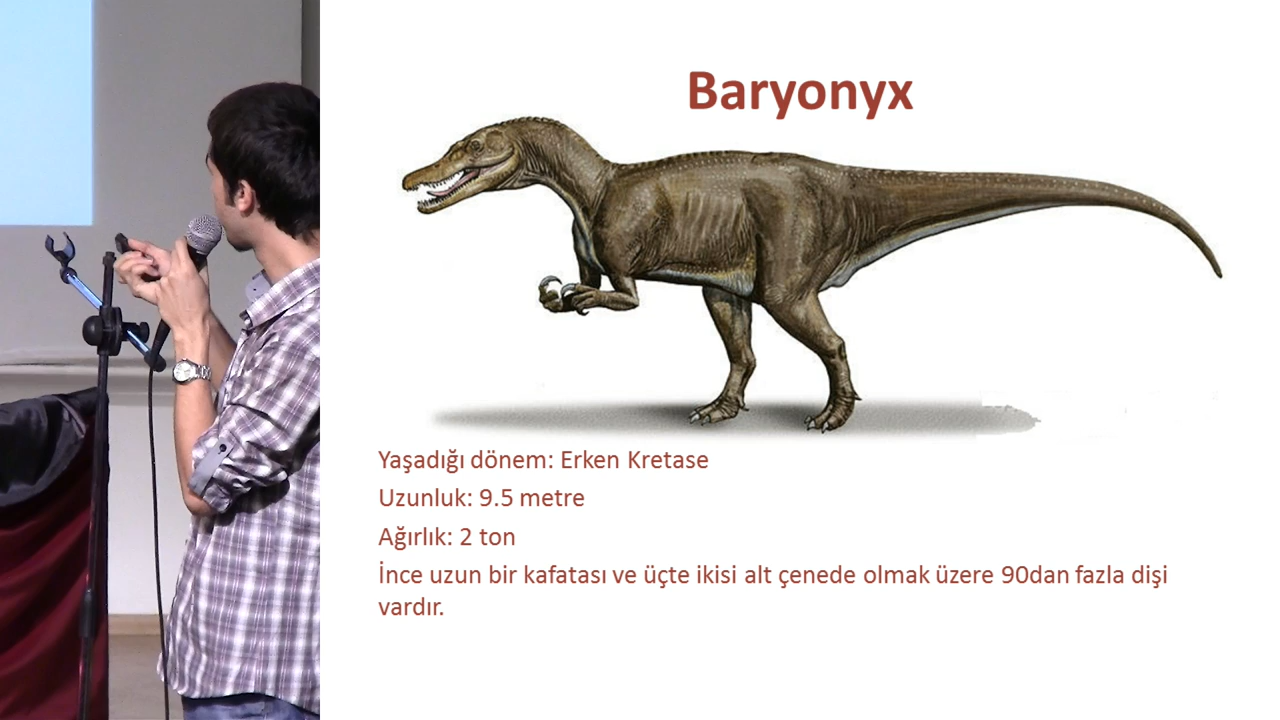 Baryonyx
Yaşadığı dönem: Erken Kretase
Uzunluk: 9.5 metre
Ağırlık: 2 ton
İnce uzun bir kafatası ve üçte ikisi alt çenede olmak üzere 90dan fazla dişi
vardır.